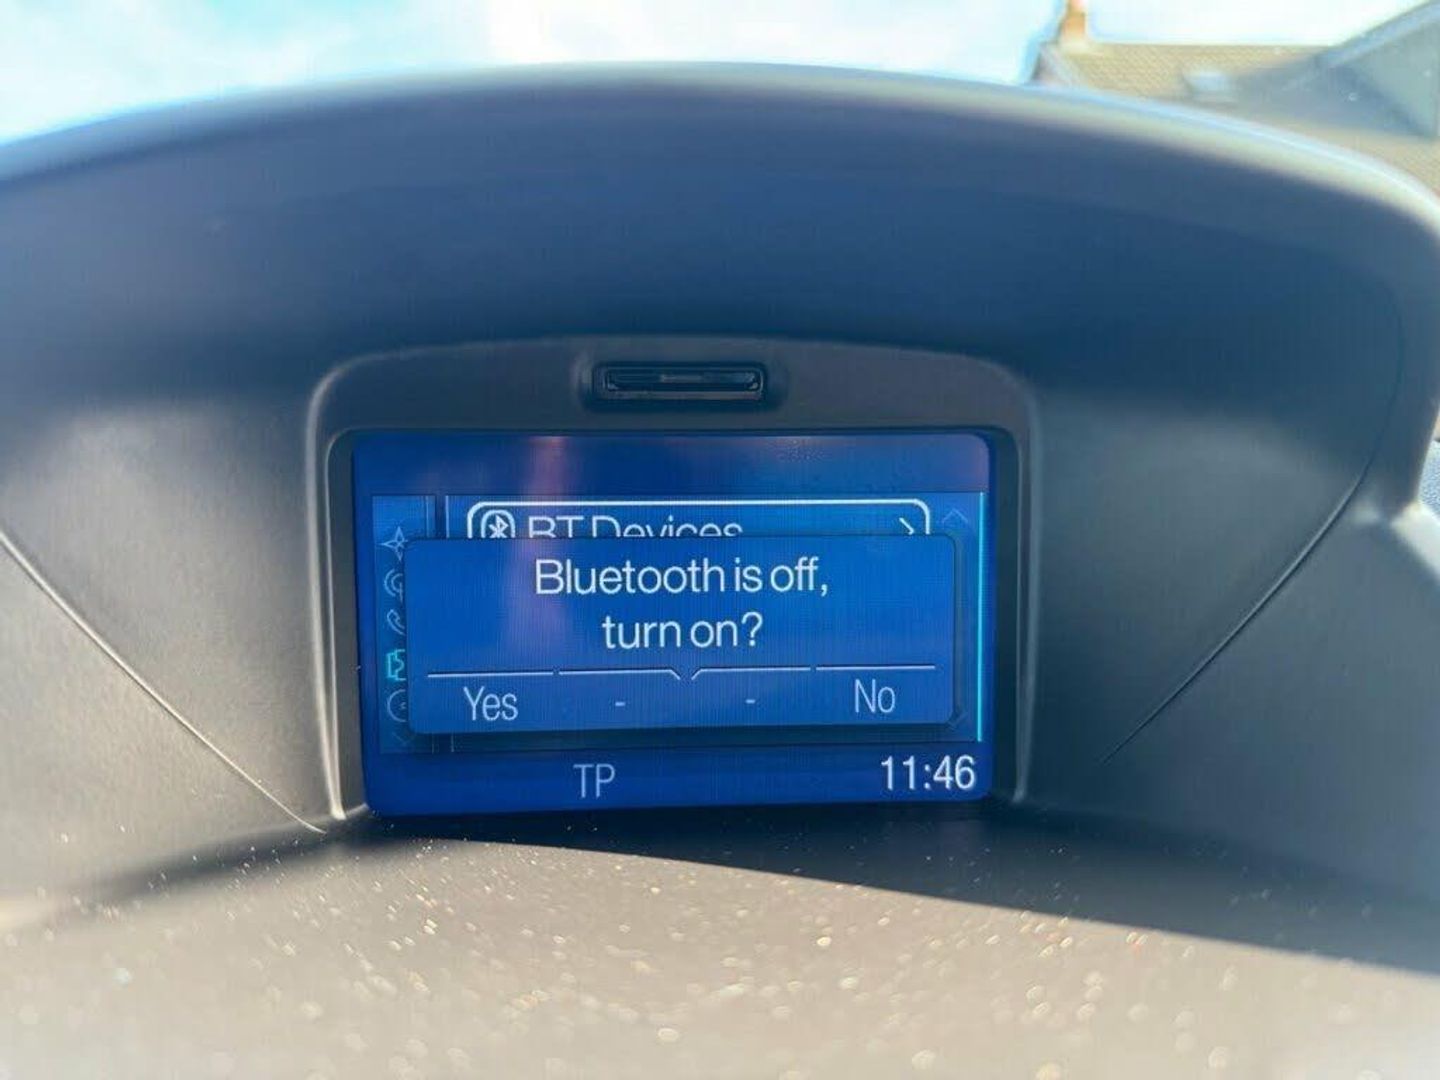 BT Devices
Bluetooth is off,
turn on?
Yes - - No
TP 11:46